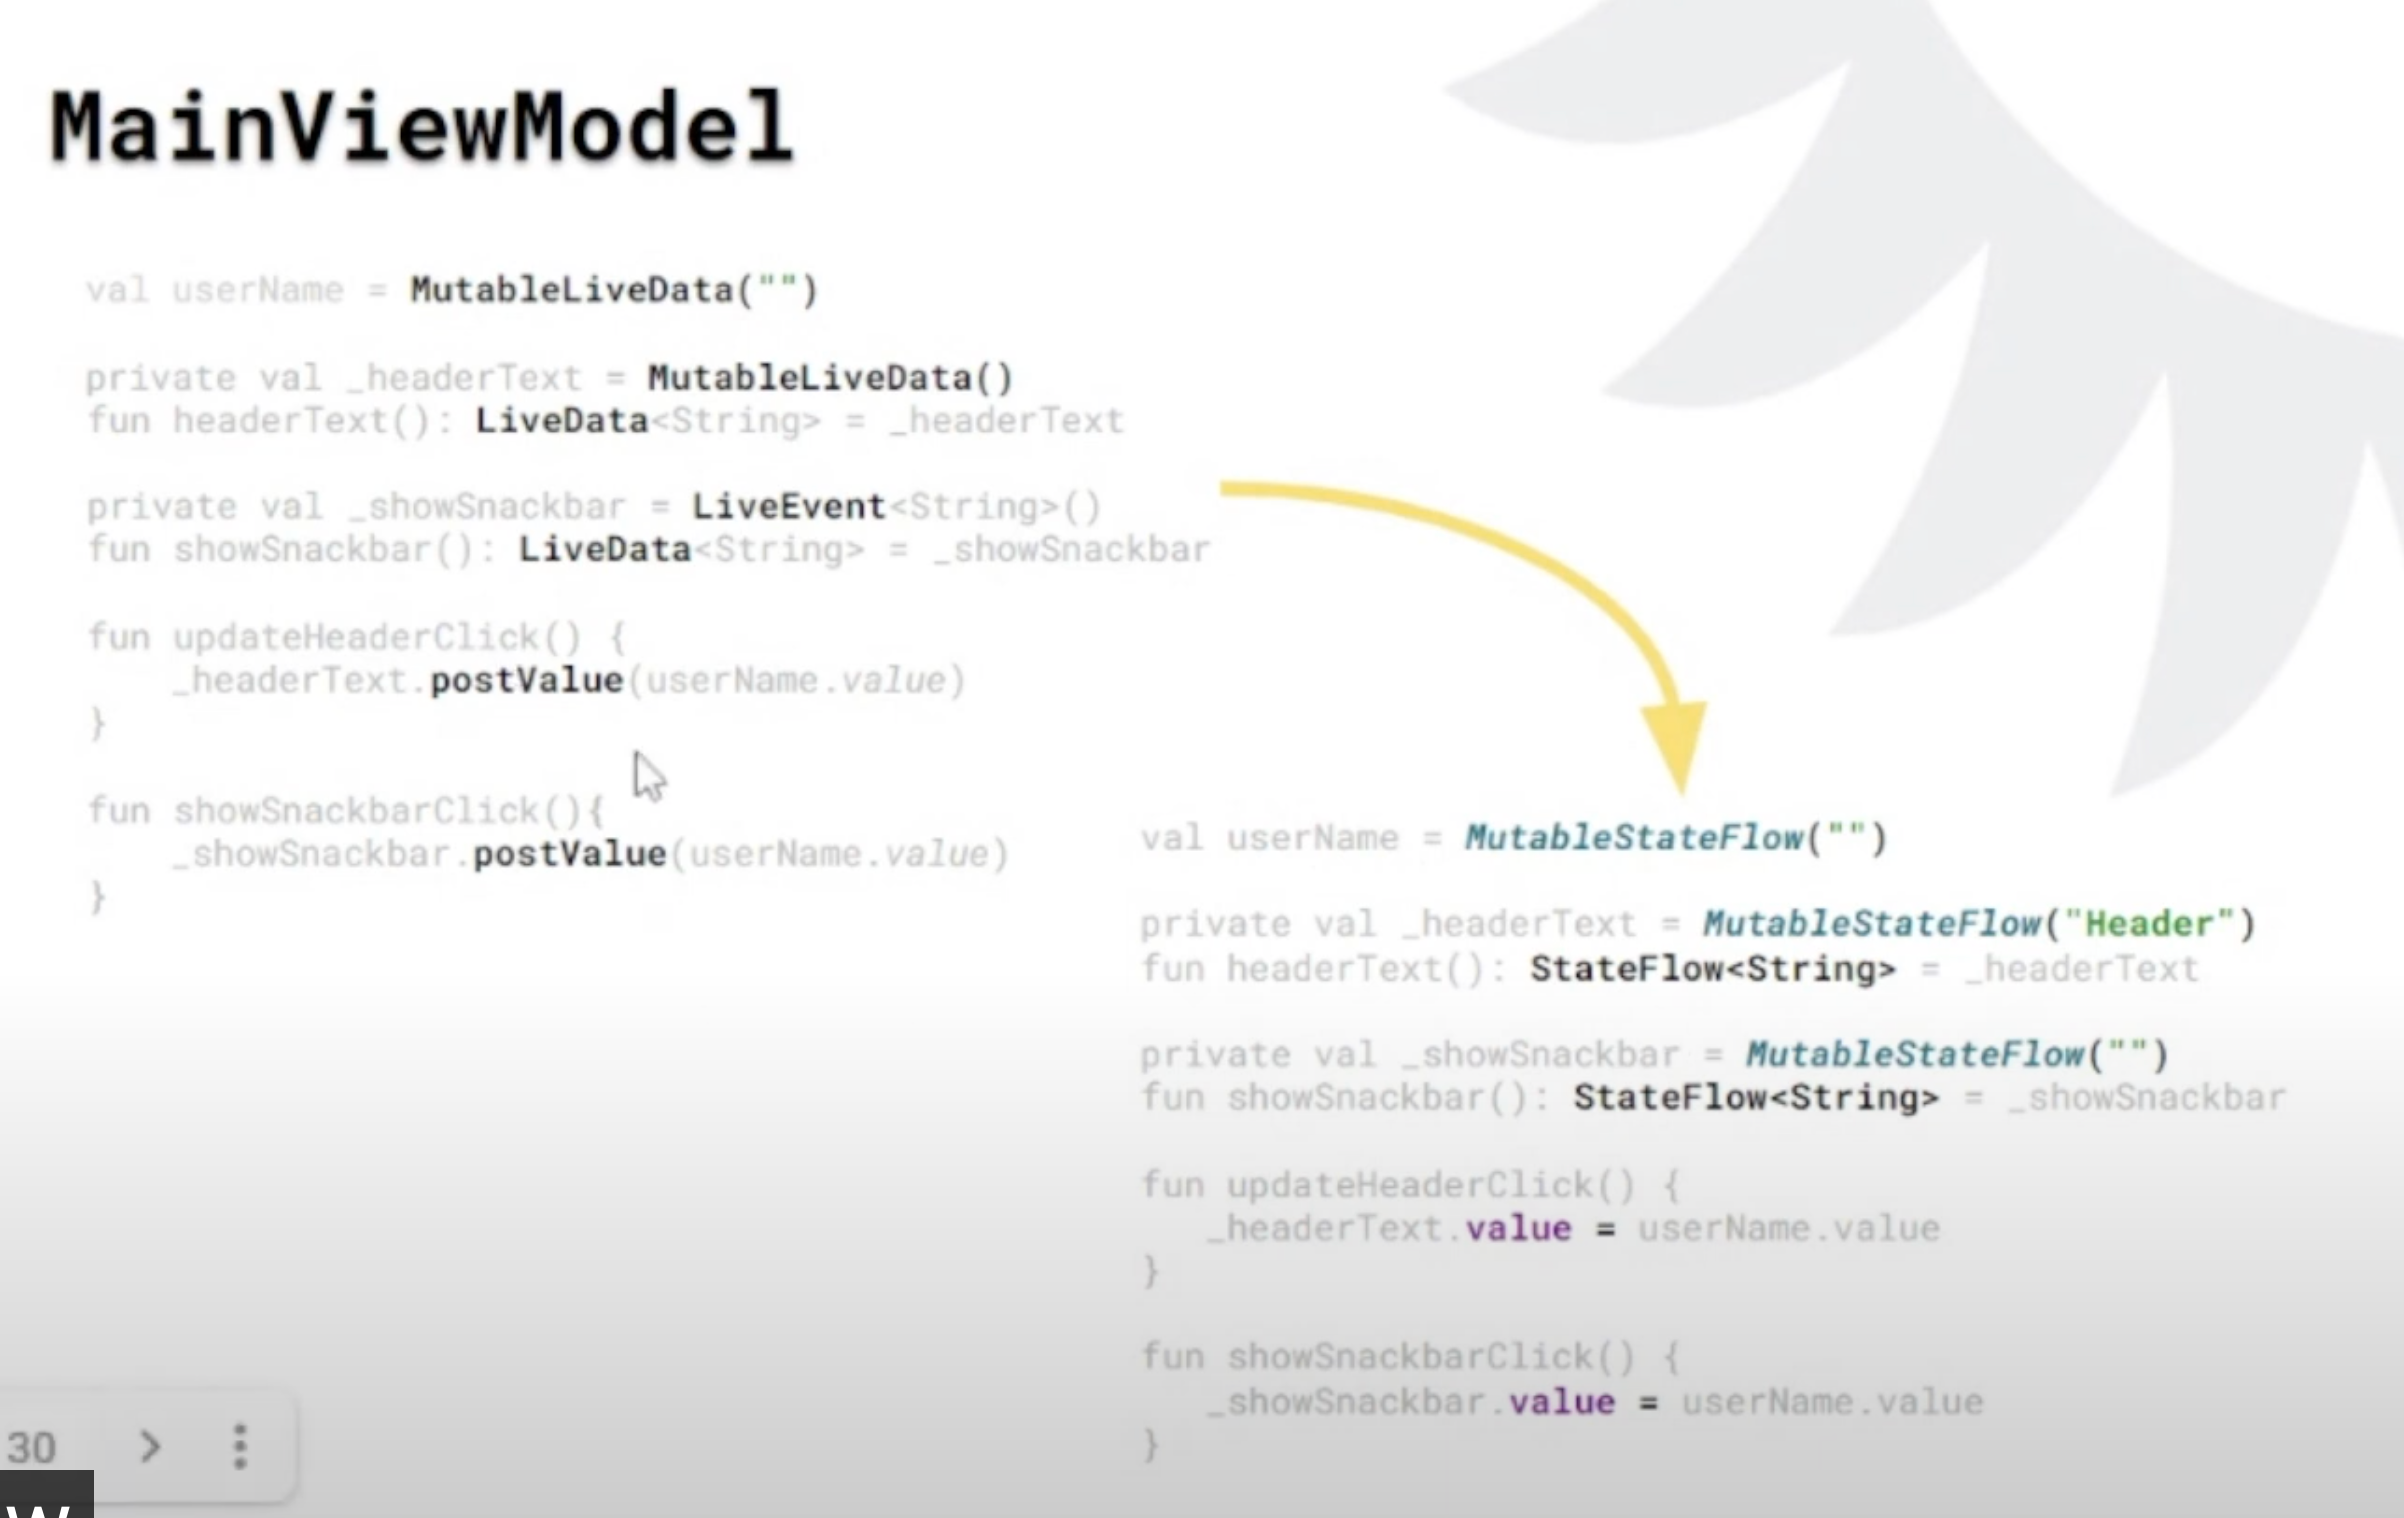 MainViewModel
val userName = MutableLiveData("")
private val _headerText = MutableLiveData()
fun headerText(): LiveData<String> = _headerText
private val _showSnackbar = LiveEvent<String>()
fun showSnackbar(): LiveData<String> = _showSnackbar
fun updateHeaderClick() {
_headerText.postValue(userName.value)
}
fun showSnackbarClick(){
_showSnackbar.postValue(userName.value)
}
val userName = MutableStateFlow("")
private val _headerText = MutableStateFlow("Header")
fun headerText(): StateFlow<String> = _headerText
private val _showSnackbar = MutableStateFlow("")
fun showSnackbar(): StateFlow<String> = _showSnackbar
fun updateHeaderClick() {
_headerText.value = userName.value
}
fun showSnackbarClick() {
_showSnackbar.value = userName.value
}
30